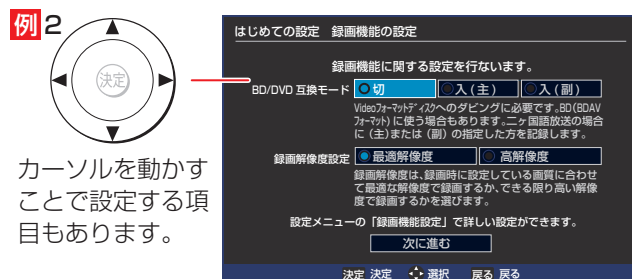 例2
決定
カーソルを動かす
ことで設定する項
目もあります。
はじめての設定 録画機能の設定
録画機能に関する設定を行ないます。
BD/DVD 互換モード 切 入(主) 入(副)
Videoフォーマットディスクへのダビングに必要です。BD(BDAV
フォーマット)に使う場合もあります。二ヶ国語放送の場合
に(主)または(副)の指定した方を記録します。
録画解像度設定 最適解像度 高解像度
録画解像度は、録画時に設定している画質に合わせ
て最適な解像度で録画するか、できる限り高い解像
度で録画するかを選びます。
設定メニューの「録画機能設定」で詳しい設定ができます。
次に進む
決定 決定 選択 戻る 戻る